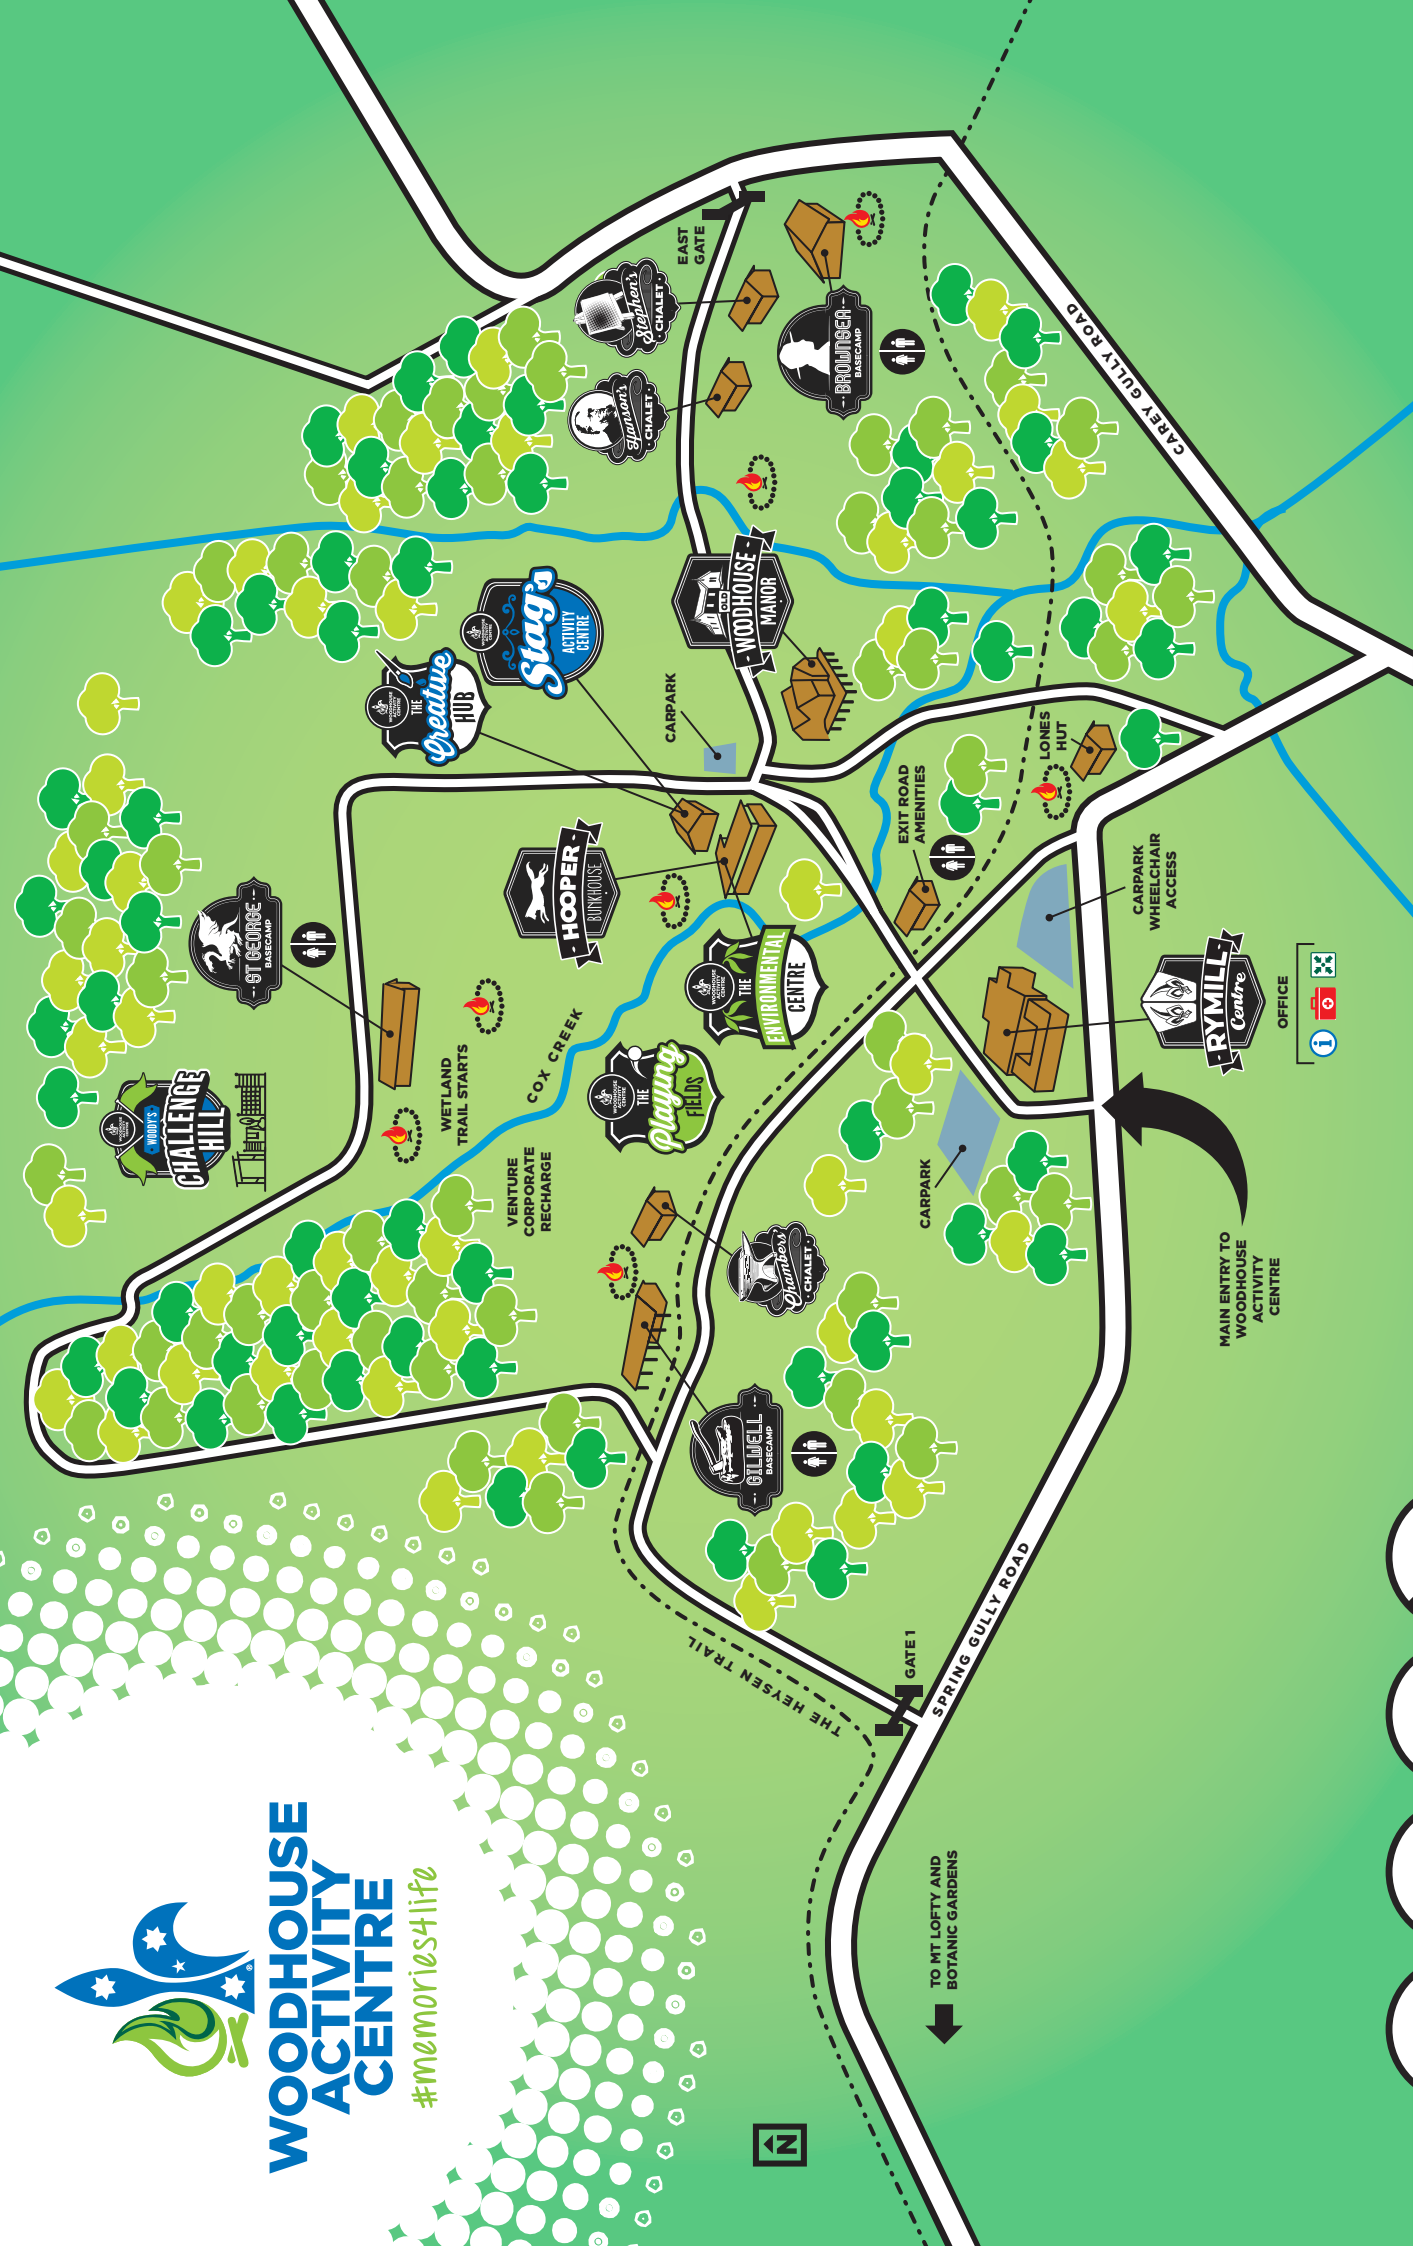 WOODHOUSE
ACTIVITY
CENTRE
#memories4life
WOODY'S
CHALLENGE
HILL
ST GEORGE
BASECAMP
WETLAND
TRAIL STARTS
VENTURE
CORPORATE
RECHARGE
COX CREEK
THE
Creative
HUB
Stag's
ACTIVITY
CENTRE
HOOPER
BUNKHOUSE
THE
Playing
FIELDS
THE
ENVIRONMENTAL
CENTRE
CARPARK
OLD
WOODHOUSE
MANOR
Hanson's
CHALET
Stephen's
CHALET
EAST
GATE
BROWNSEA
BASECAMP
CAREY GULLY ROAD
LONES
HUT
EXIT ROAD
AMENITIES
CARPARK
WHEELCHAIR
ACCESS
RYMILL
Centre
OFFICE
i
CARPARK
MAIN ENTRY TO
WOODHOUSE
ACTIVITY
CENTRE
Chambers'
CHALET
GILWELL
BASECAMP
THE HEYSEN TRAIL
GATE 1
SPRING GULLY ROAD
TO MT LOFTY AND
BOTANIC GARDENS
N